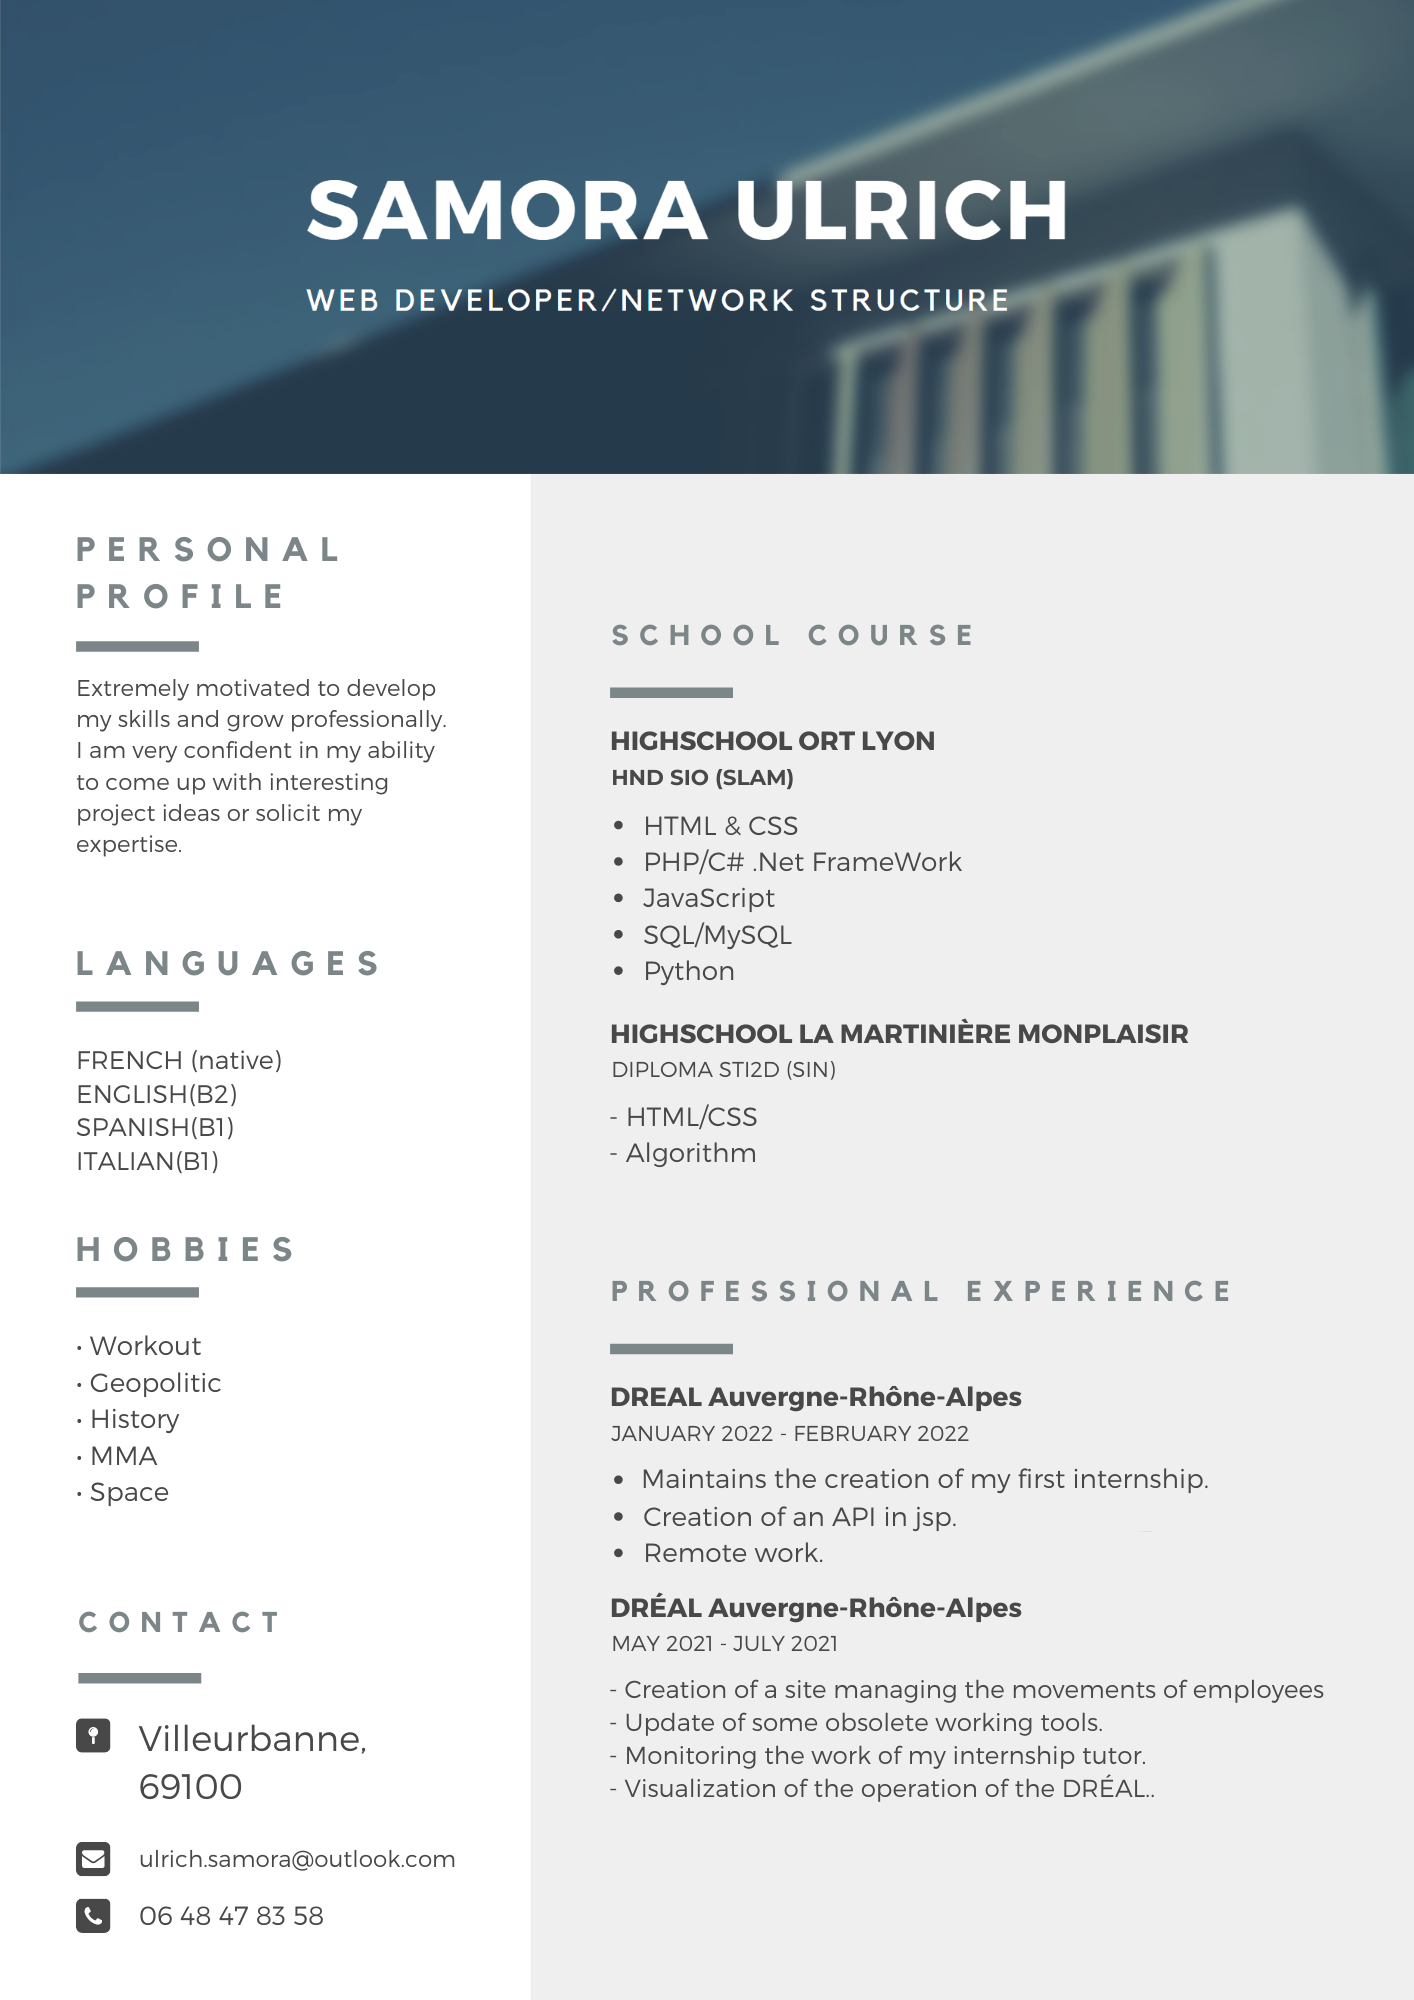 SAMORA ULRICH
WEB DEVELOPER/NETWORK STRUCTURE
PERSONAL
PROFILE
Extremely motivated to develop
my skills and grow professionally.
I am very confident in my ability
to come up with interesting
project ideas or solicit my
expertise.
LANGUAGES
FRENCH (native)
ENGLISH(B2)
SPANISH(B1)
ITALIAN(B1)
HOBBIES
• Workout
• Geopolitic
• History
• MMA
• Space
CONTACT
Villeurbanne,
69100
ulrich.samora@outlook.com
06 48 47 83 58
SCHOOL COURSE
HIGHSCHOOL ORT LYON
HND SIO (SLAM)
• HTML & CSS
• PHP/C# .Net FrameWork
• JavaScript
• SQL/MySQL
• Python
HIGHSCHOOL LA MARTINIÈRE MONPLAISIR
DIPLOMA STI2D (SIN)
- HTML/CSS
- Algorithm
PROFESSIONAL EXPERIENCE
DREAL Auvergne-Rhône-Alpes
JANUARY 2022 - FEBRUARY 2022
• Maintains the creation of my first internship.
• Creation of an API in jsp.
• Remote work.
DRÉAL Auvergne-Rhône-Alpes
MAY 2021 - JULY 2021
- Creation of a site managing the movements of employees
- Update of some obsolete working tools.
- Monitoring the work of my internship tutor.
- Visualization of the operation of the DRÉAL..